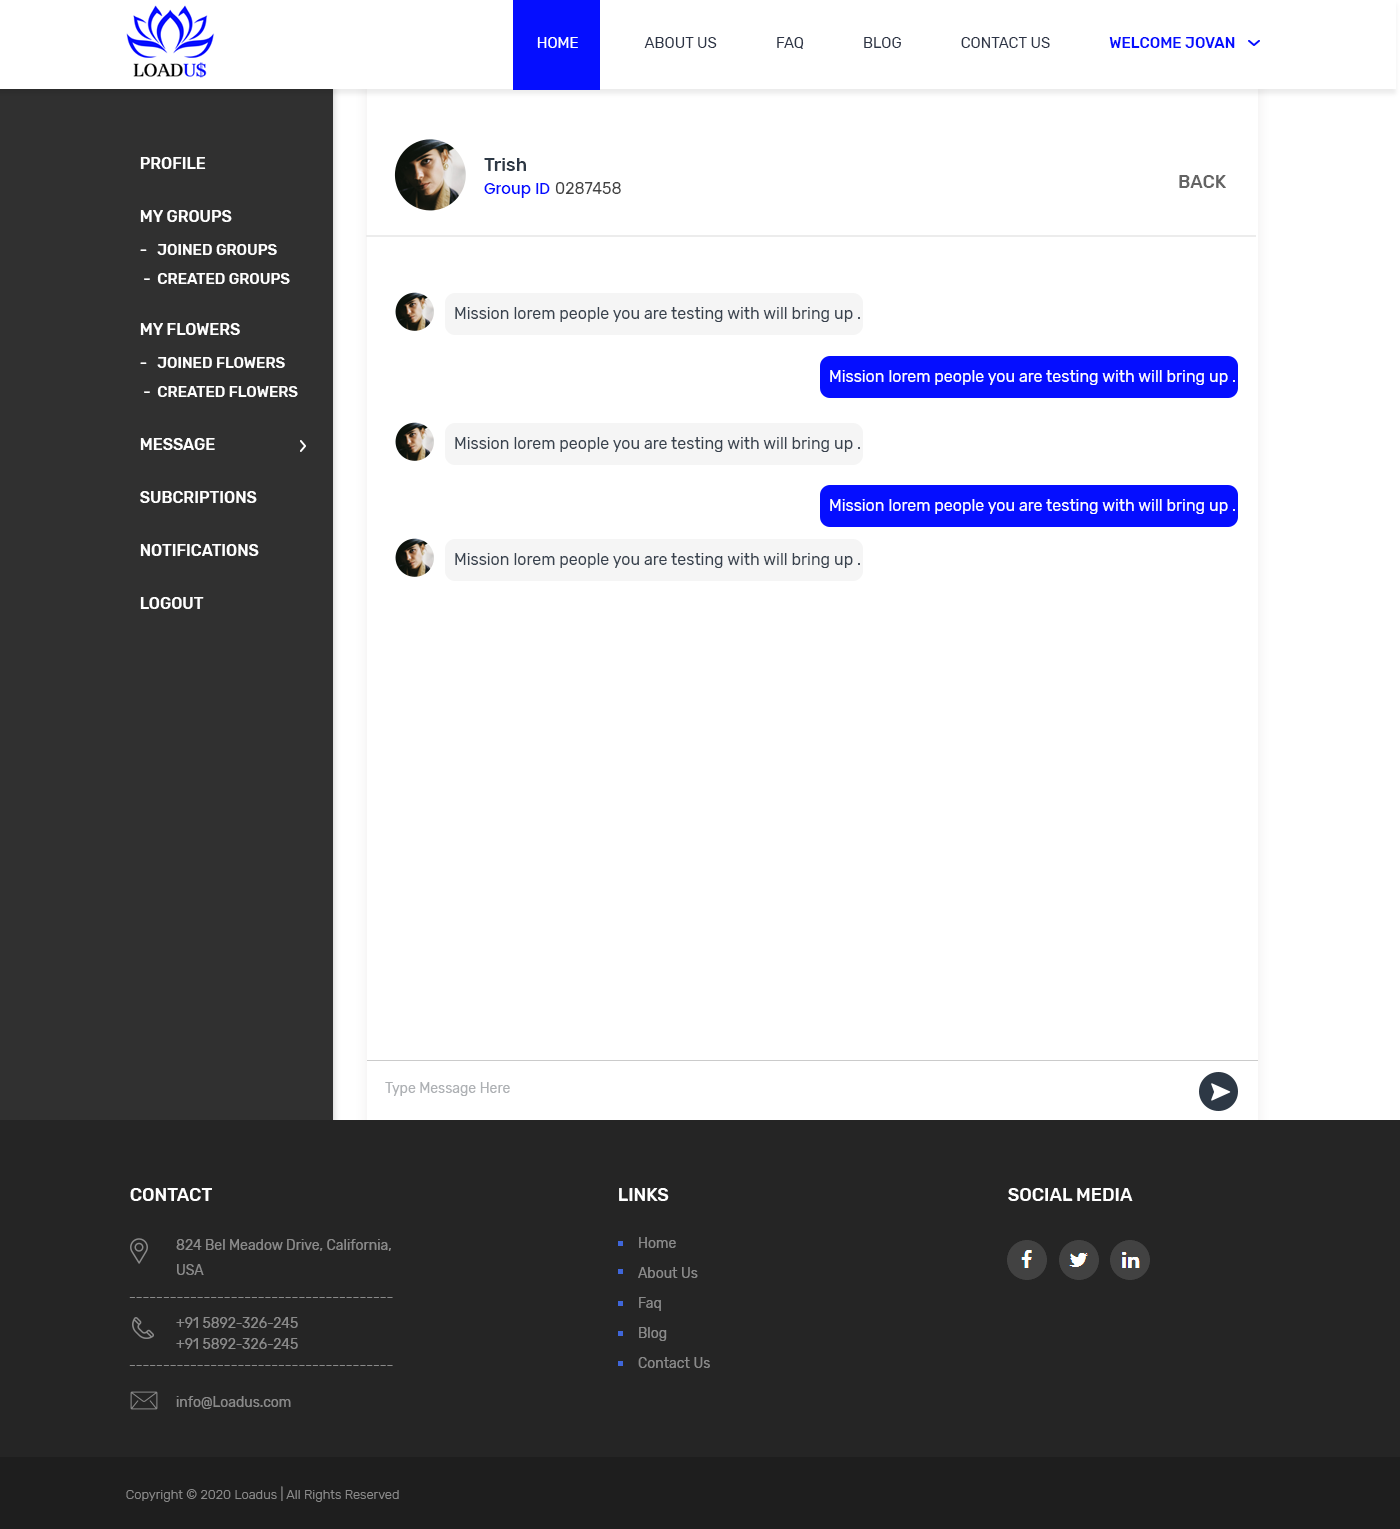 LOADU$
HOME ABOUT US FAQ BLOG CONTACT US WELCOME JOVAN
PROFILE
MY GROUPS
- JOINED GROUPS
- CREATED GROUPS
MY FLOWERS
- JOINED FLOWERS
- CREATED FLOWERS
MESSAGE
SUBCRIPTIONS
NOTIFICATIONS
LOGOUT
Trish
Group ID 0287458
BACK
Mission lorem people you are testing with will bring up .
Mission lorem people you are testing with will bring up .
Mission lorem people you are testing with will bring up .
Mission lorem people you are testing with will bring up .
Mission lorem people you are testing with will bring up .
Type Message Here
CONTACT
824 Bel Meadow Drive, California,
USA
+91 5892-326-245
+91 5892-326-245
info@Loadus.com
LINKS
Home
About Us
Faq
Blog
Contact Us
SOCIAL MEDIA
f
in
Copyright © 2020 Loadus | All Rights Reserved